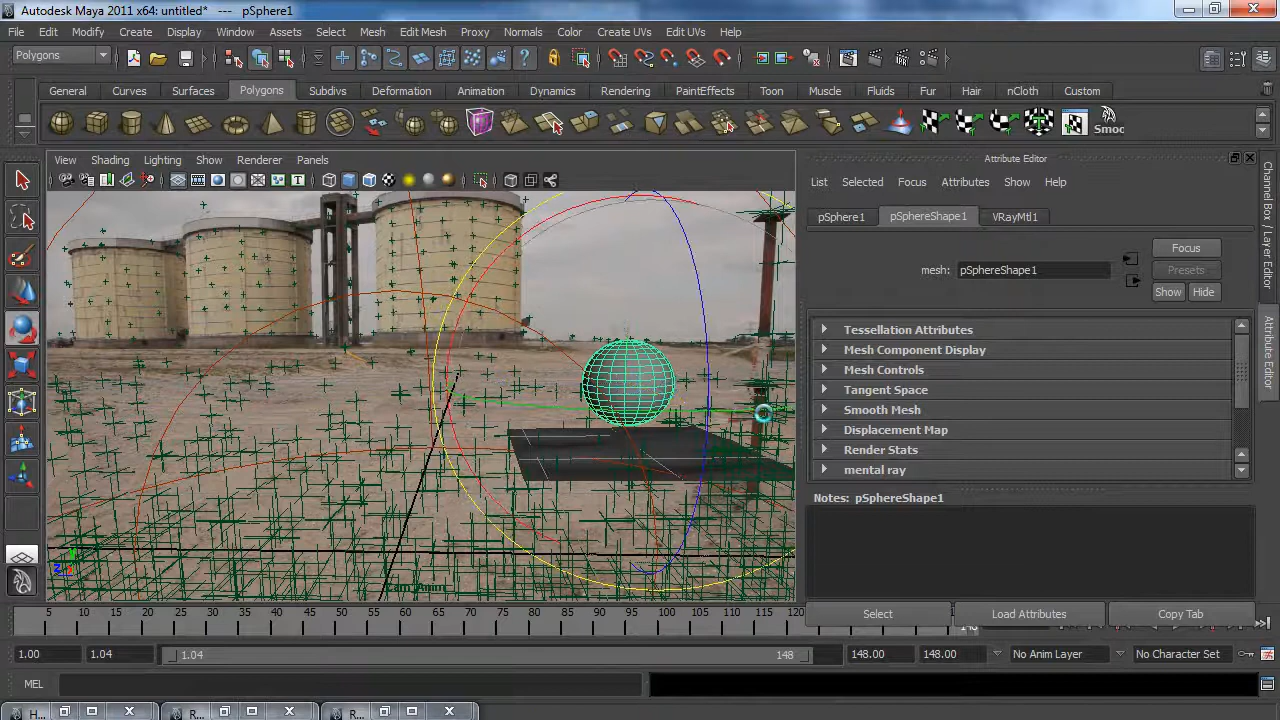 Autodesk Maya 2011 x64: untitled* --- pSphere1
File Edit Modify Create Display Window Assets Select Mesh Edit Mesh Proxy Normals Color Create UVs Edit UVs Help
Polygons
General Curves Surfaces Polygons Subdivs Deformation Animation Dynamics Rendering PaintEffects Toon Muscle Fluids Fur Hair nCloth Custom
Smoc
View Shading Lighting Show Renderer Panels
Attribute Editor
List Selected Focus Attributes Show Help
pSphere1 pSphereShape1 VRayMtl1
mesh: pSphereShape1
Focus
Presets
Show Hide
Tessellation Attributes
Mesh Component Display
Mesh Controls
Tangent Space
Smooth Mesh
Displacement Map
Render Stats
mental ray
Notes: pSphereShape1
Select Load Attributes Copy Tab
Channel Box / Layer Editor
Attribute Editor
5 10 15 20 25 30 35 40 45 50 55 60 65 70 75 80 85 90 95 100 105 110 115 120
1.00 1.04 1.04 148 148.00 148.00 No Anim Layer No Character Set
MEL
H... R... R...